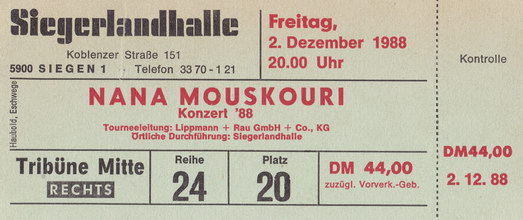 Siegerlandhalle
Koblenzer Straße 151
5900 SIEGEN 1 Telefon 33 70 - 1 21
Freitag,
2. Dezember 1988
20.00 Uhr
Kontrolle
Haubold, Eschwege
NANA MOUSKOURI
Konzert '88
Tourneeleitung: Lippmann + Rau GmbH + Co., KG
Örtliche Durchführung: Siegerlandhalle
Tribüne Mitte
RECHTS
Reihe
24
Platz
20
DM 44,00
zuzügl. Vorverk.-Geb.
DM44,00
2. 12. 88